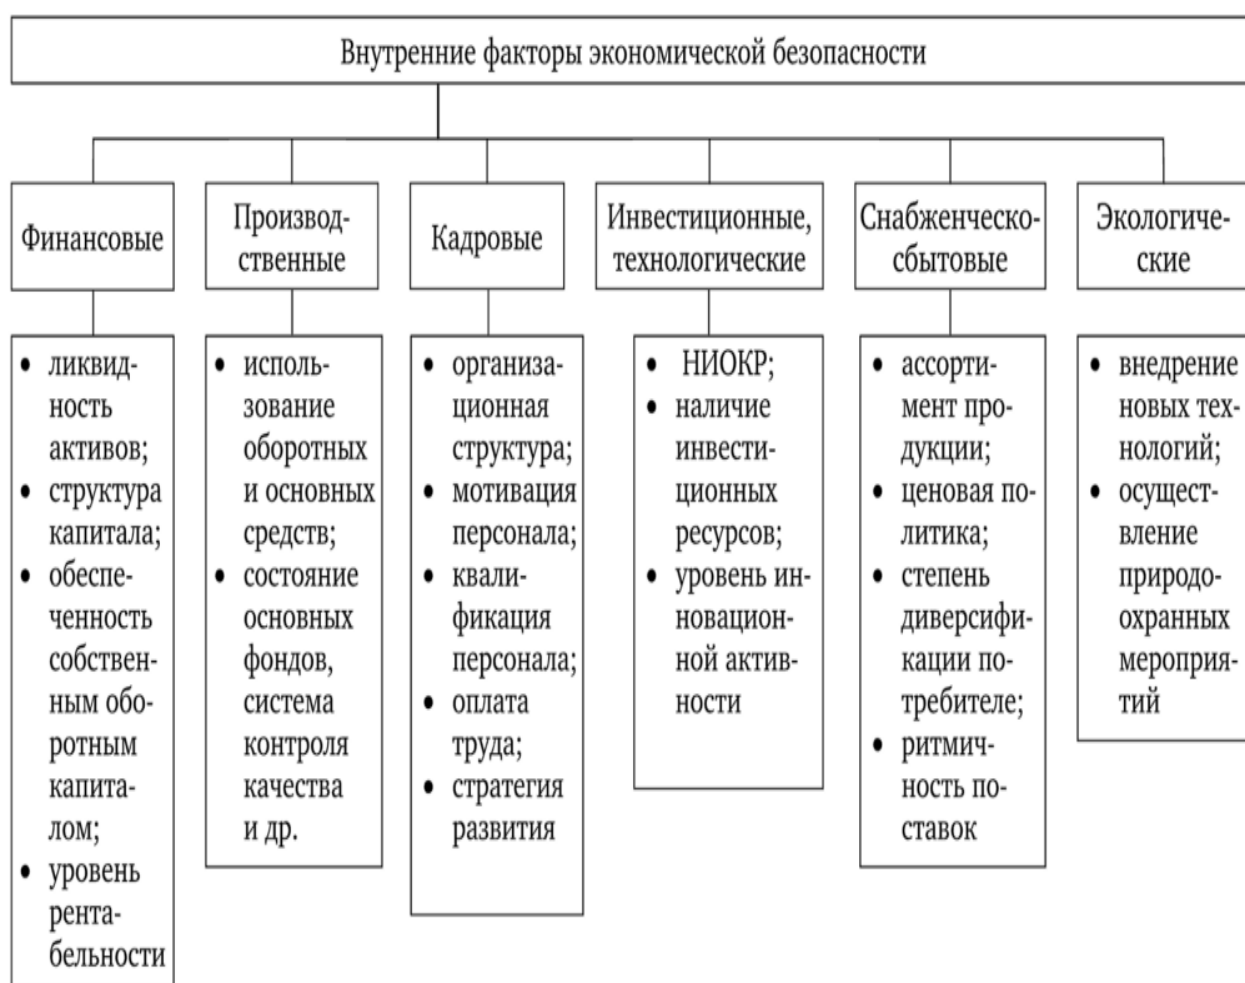 Внутренние факторы экономической безопасности
Финансовые
Производ-
ственные
Кадровые
Инвестиционные,
технологические
Снабженческо-
сбытовые
Экологиче-
ские
• ликвид-
ность
активов;
• структура
капитала;
• обеспе-
ченность
собствен-
ным обо-
ротным
капита-
лом;
• уровень
рента-
бельности
• исполь-
зование
оборотных
и основных
средств;
• состояние
основных
фондов,
система
контроля
качества
и др.
• организа-
ционная
структура;
• мотивация
персонала;
• квали-
фикация
персонала;
• оплата
труда;
• стратегия
развития
• НИОКР;
• наличие
инвести-
ционных
ресурсов;
• уровень ин-
новацион-
ной актив-
ности
• ассорти-
мент про-
дукции;
• ценовая по-
литика;
• степень
диверсифи-
кации по-
требителе;
• ритмич-
ность по-
ставок
• внедрение
новых тех-
нологий;
• осущест-
вление
природо-
охранных
мероприя-
тий